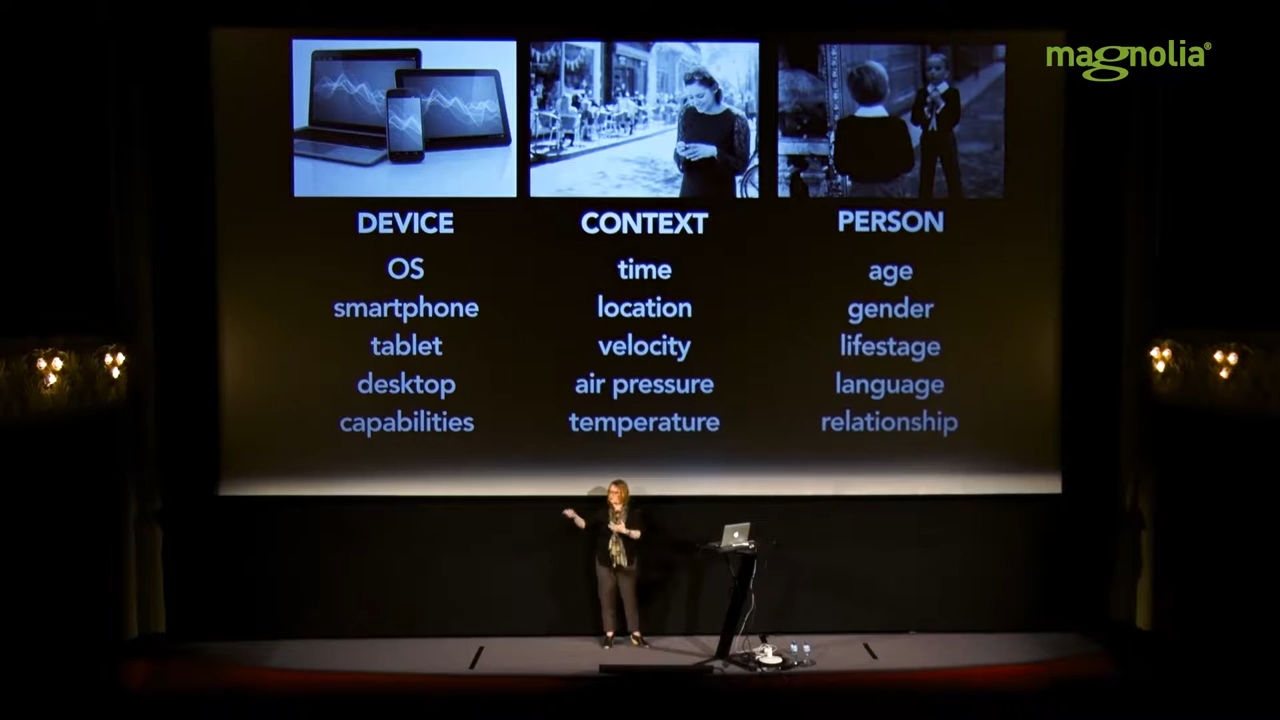 magnolia®
DEVICE
OS
smartphone
tablet
desktop
capabilities
CONTEXT
time
location
velocity
air pressure
temperature
PERSON
age
gender
lifestage
language
relationship